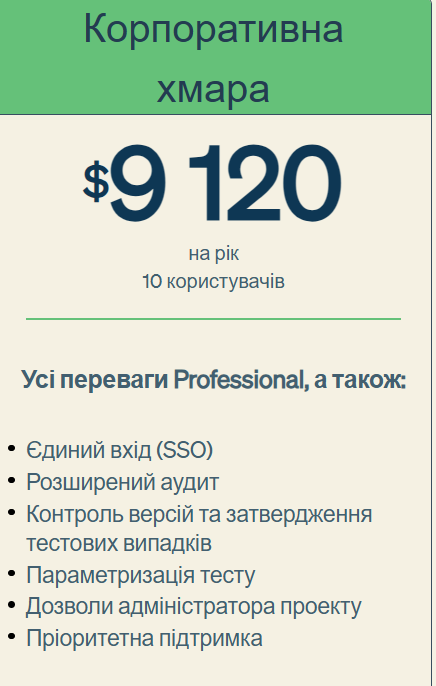 Корпоративна
хмара
$9 120
на рік
10 користувачів
Усі переваги Professional, а також:
• Єдиний вхід (SSO)
• Розширений аудит
• Контроль версій та затвердження
тестових випадків
• Параметризація тесту
• Дозволи адміністратора проекту
• Пріоритетна підтримка